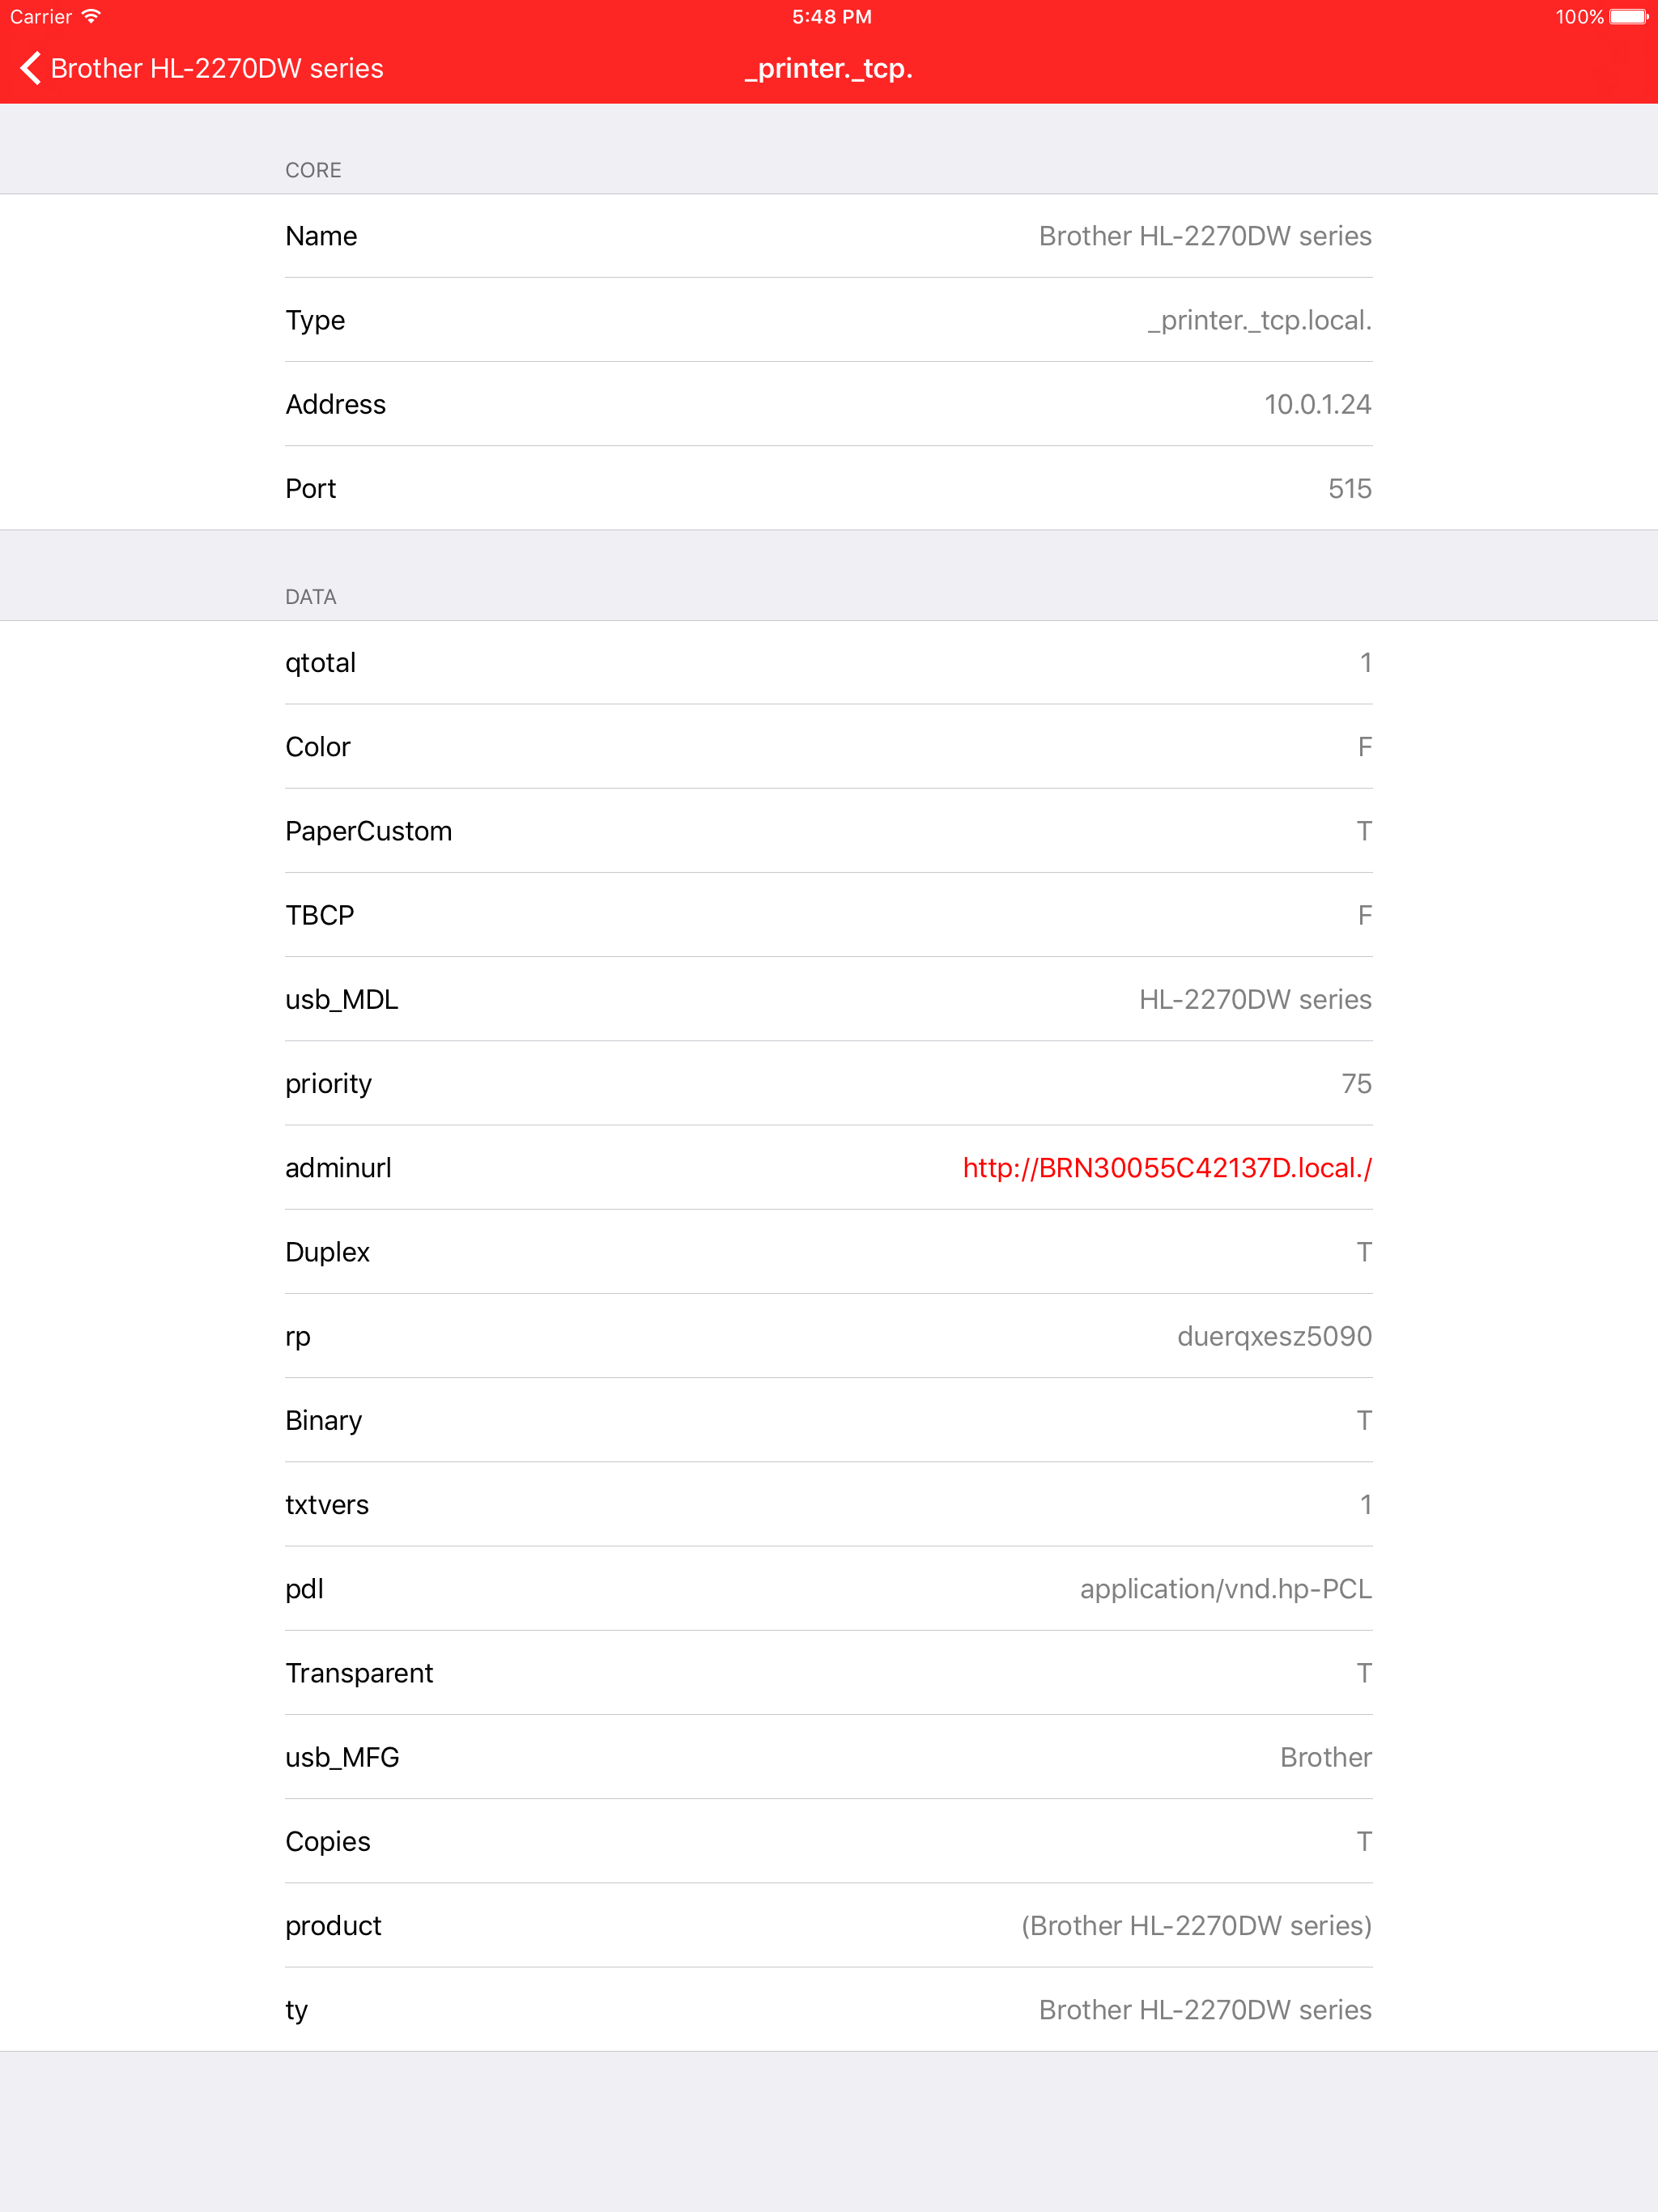 Carrier 5:48 PM 100%
Brother HL-2270DW series _printer._tcp.
CORE
Name Brother HL-2270DW series
Type _printer._tcp.local.
Address 10.0.1.24
Port 515
DATA
qtotal 1
Color F
PaperCustom T
TBCP F
usb_MDL HL-2270DW series
priority 75
adminurl http://BRN30055C42137D.local./
Duplex T
rp duerqxesz5090
Binary T
txtvers 1
pdl application/vnd.hp-PCL
Transparent T
usb_MFG Brother
Copies T
product (Brother HL-2270DW series)
ty Brother HL-2270DW series